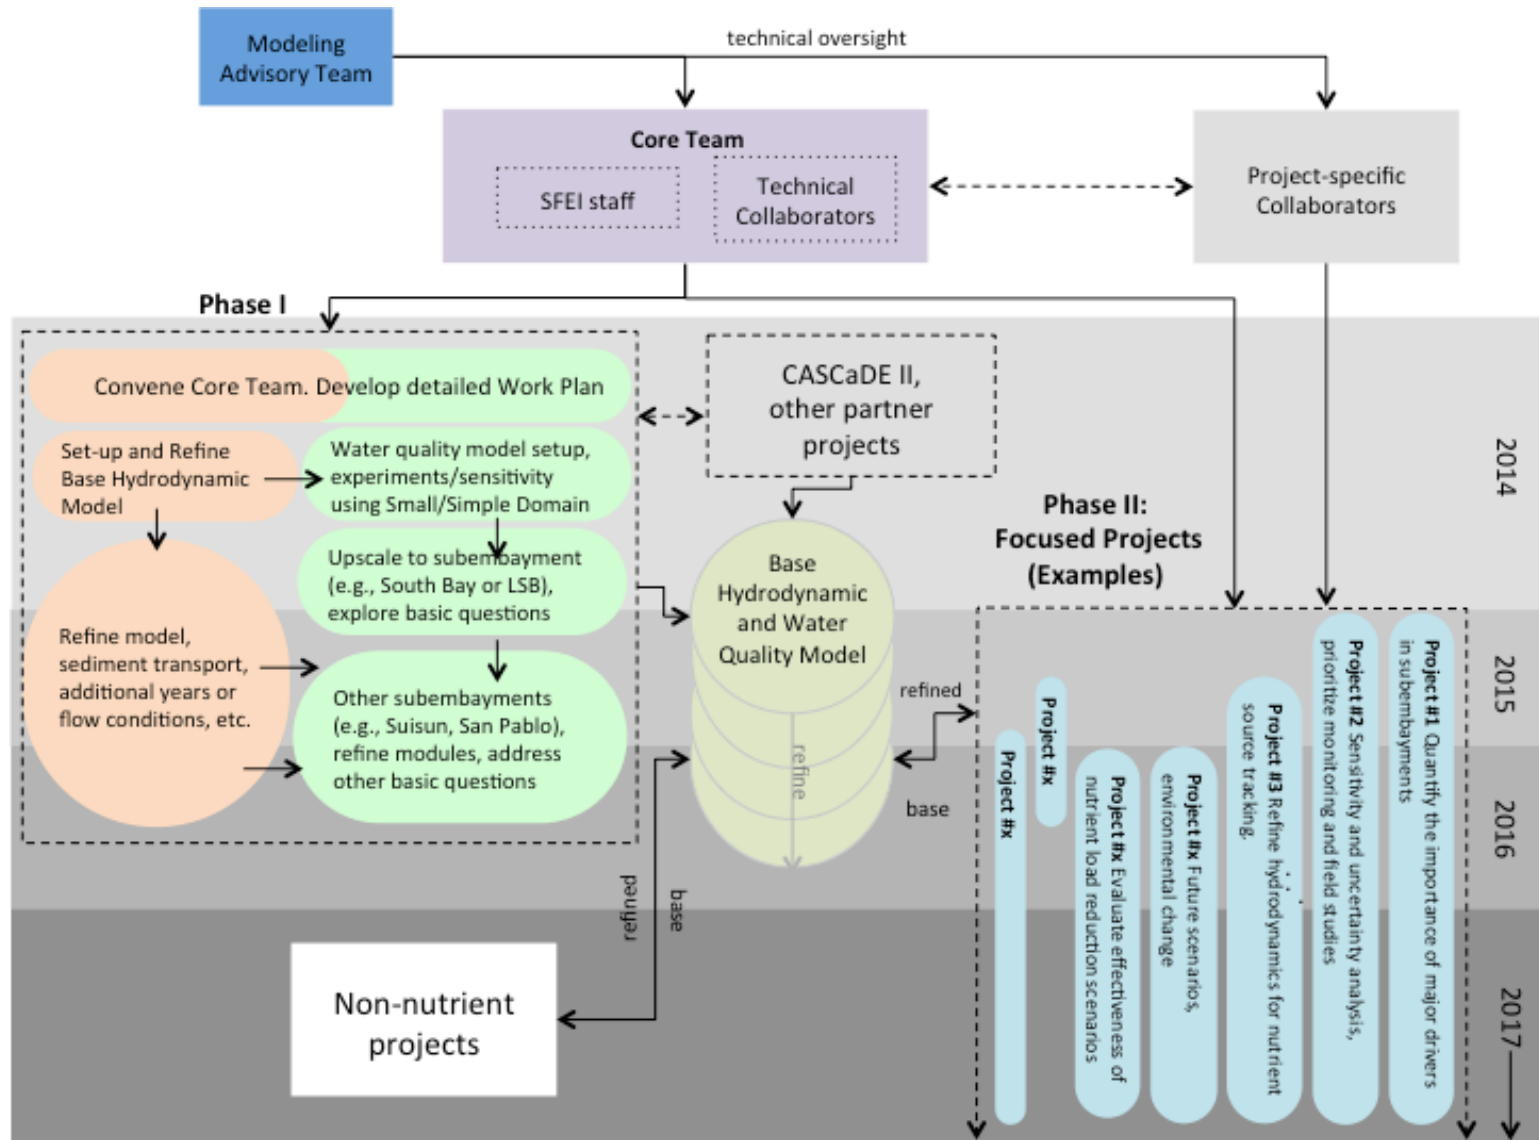 Modeling
Advisory Team
technical oversight
Core Team
SFEI staff
Technical
Collaborators
Project-specific
Collaborators
Phase I
Convene Core Team. Develop detailed Work Plan
Set-up and Refine
Base Hydrodynamic
Model
Water quality model setup,
experiments/sensitivity
using Small/Simple Domain
Upscale to subembayment
(e.g., South Bay or LSB),
explore basic questions
Refine model,
sediment transport,
additional years or
flow conditions, etc.
Other subembayments
(e.g., Suisun, San Pablo),
refine modules, address
other basic questions
CASCaDE II,
other partner
projects
Base
Hydrodynamic
and Water
Quality Model
refine
refined
base
refined
base
Non-nutrient
projects
Phase II:
Focused Projects
(Examples)
Project #x
Project #x
Project #x Evaluate effectiveness of
nutrient load reduction scenarios
Project #x Future scenarios,
environmental change
Project #3 Refine hydrodynamics for nutrient
source tracking.
Project #2 Sensitivity and uncertainty analysis,
prioritize monitoring and field studies
Project #1 Quantify the importance of major drivers
in subembayments
2014
2015
2016
2017